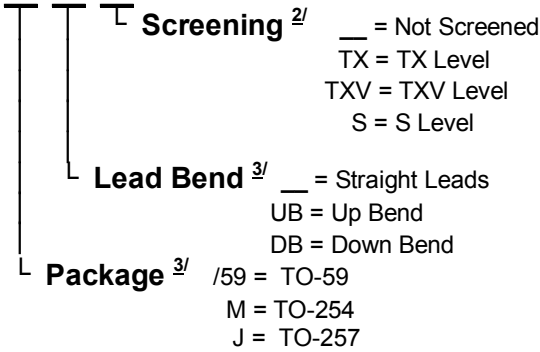 Screening 2/ __ = Not Screened
TX = TX Level
TXV = TXV Level
S = S Level
Lead Bend 3/ __ = Straight Leads
UB = Up Bend
DB = Down Bend
Package 3/ /59 = TO-59
M = TO-254
J = TO-257